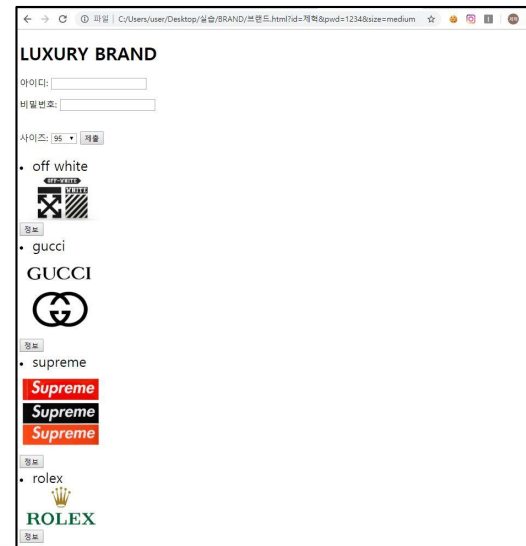 파일 | C:/Users/user/Desktop/실습/BRAND/브랜드.html?id=제혁&pwd=1234&size=medium
LUXURY BRAND
아이디:
비밀번호:
사이즈: 95 제출
• off white
OFF-WHITE
WHITE
정보
• gucci
GUCCI
정보
• supreme
Supreme
Supreme
Supreme
정보
• rolex
ROLEX
정보